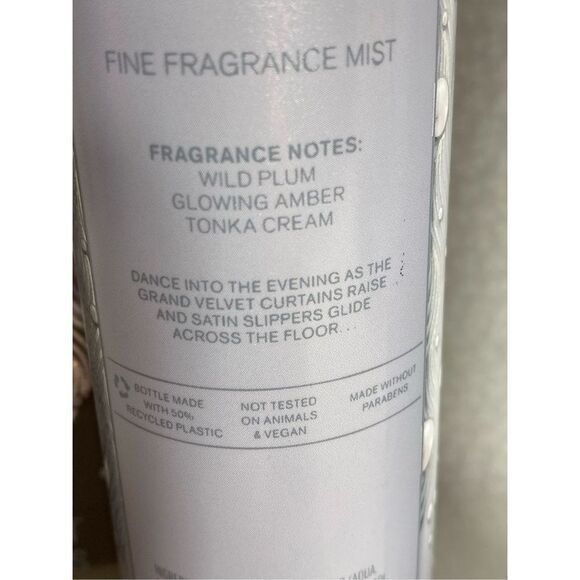 FINE FRAGRANCE MIST
FRAGRANCE NOTES:
WILD PLUM
GLOWING AMBER
TONKA CREAM
DANCE INTO THE EVENING AS THE
GRAND VELVET CURTAINS RAISE
AND SATIN SLIPPERS GLIDE
ACROSS THE FLOOR...
BOTTLE MADE
WITH 50%
RECYCLED PLASTIC
NOT TESTED
ON ANIMALS
& VEGAN
MADE WITHOUT
PARABENS